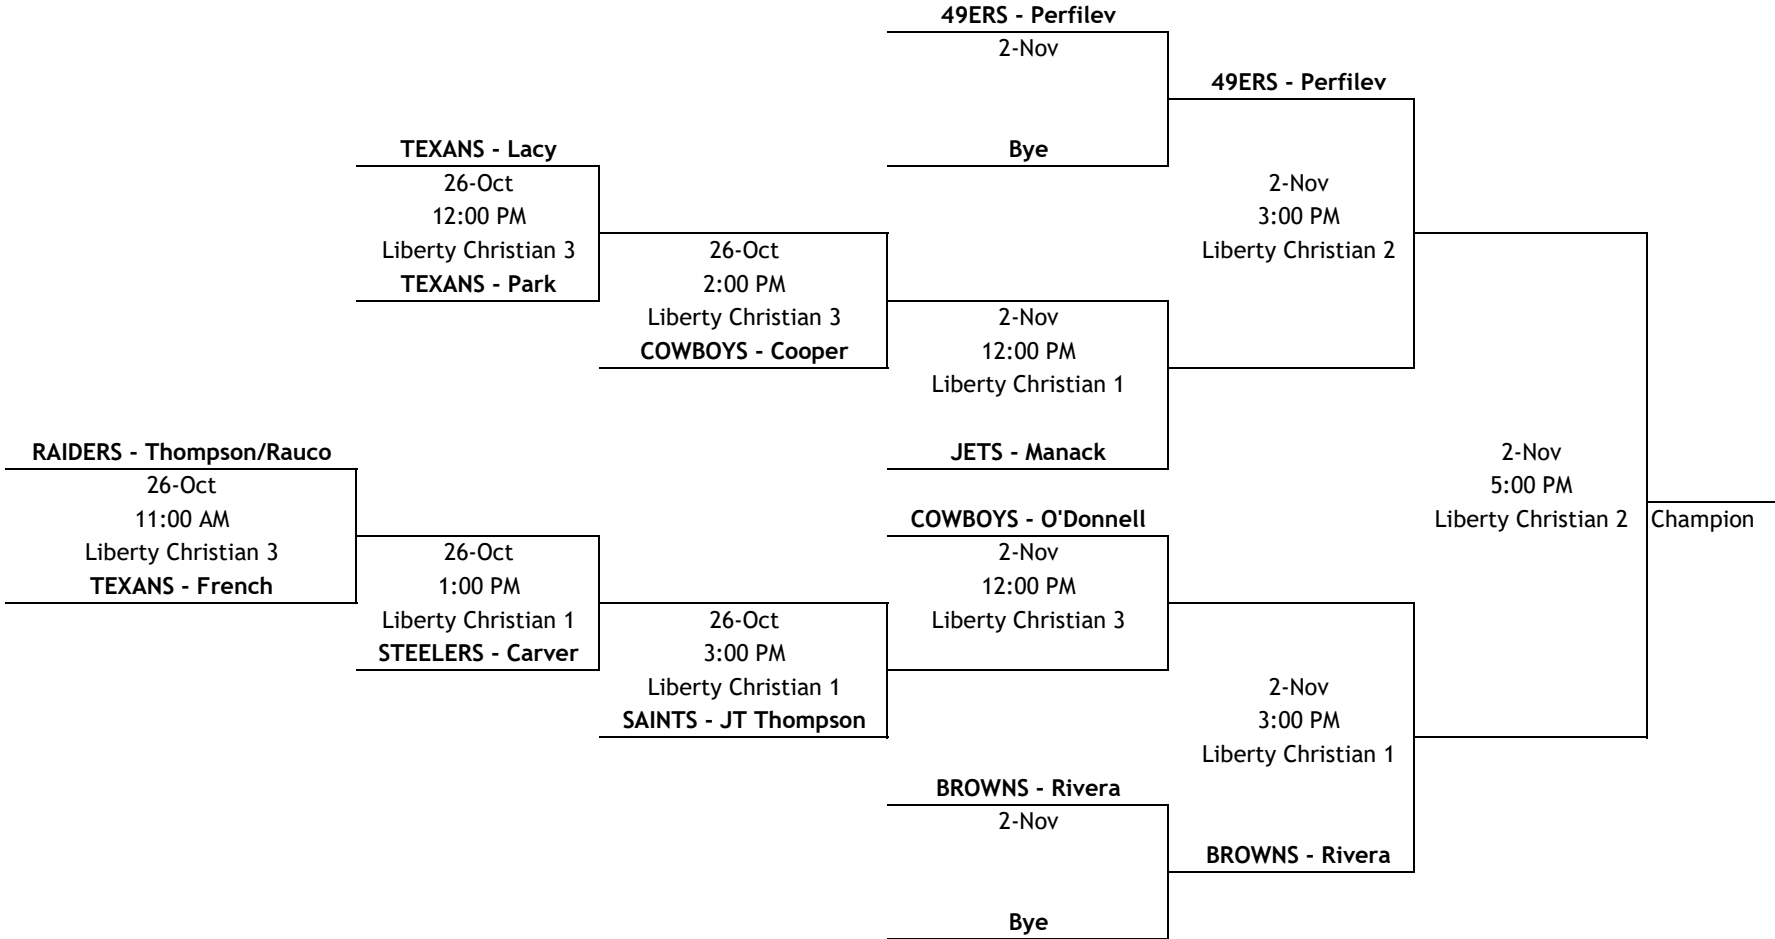 49ERS - Perfilev
2-Nov
49ERS - Perfilev
Bye
TEXANS - Lacy
26-Oct
12:00 PM
Liberty Christian 3
TEXANS - Park
26-Oct
2:00 PM
Liberty Christian 3
COWBOYS - Cooper
2-Nov
12:00 PM
Liberty Christian 1
JETS - Manack
2-Nov
3:00 PM
Liberty Christian 2
RAIDERS - Thompson/Rauco
26-Oct
11:00 AM
Liberty Christian 3
TEXANS - French
26-Oct
1:00 PM
Liberty Christian 1
STEELERS - Carver
26-Oct
3:00 PM
Liberty Christian 1
SAINTS - JT Thompson
COWBOYS - O'Donnell
2-Nov
12:00 PM
Liberty Christian 3
2-Nov
3:00 PM
Liberty Christian 1
BROWNS - Rivera
2-Nov
BROWNS - Rivera
Bye
2-Nov
5:00 PM
Liberty Christian 2
Champion